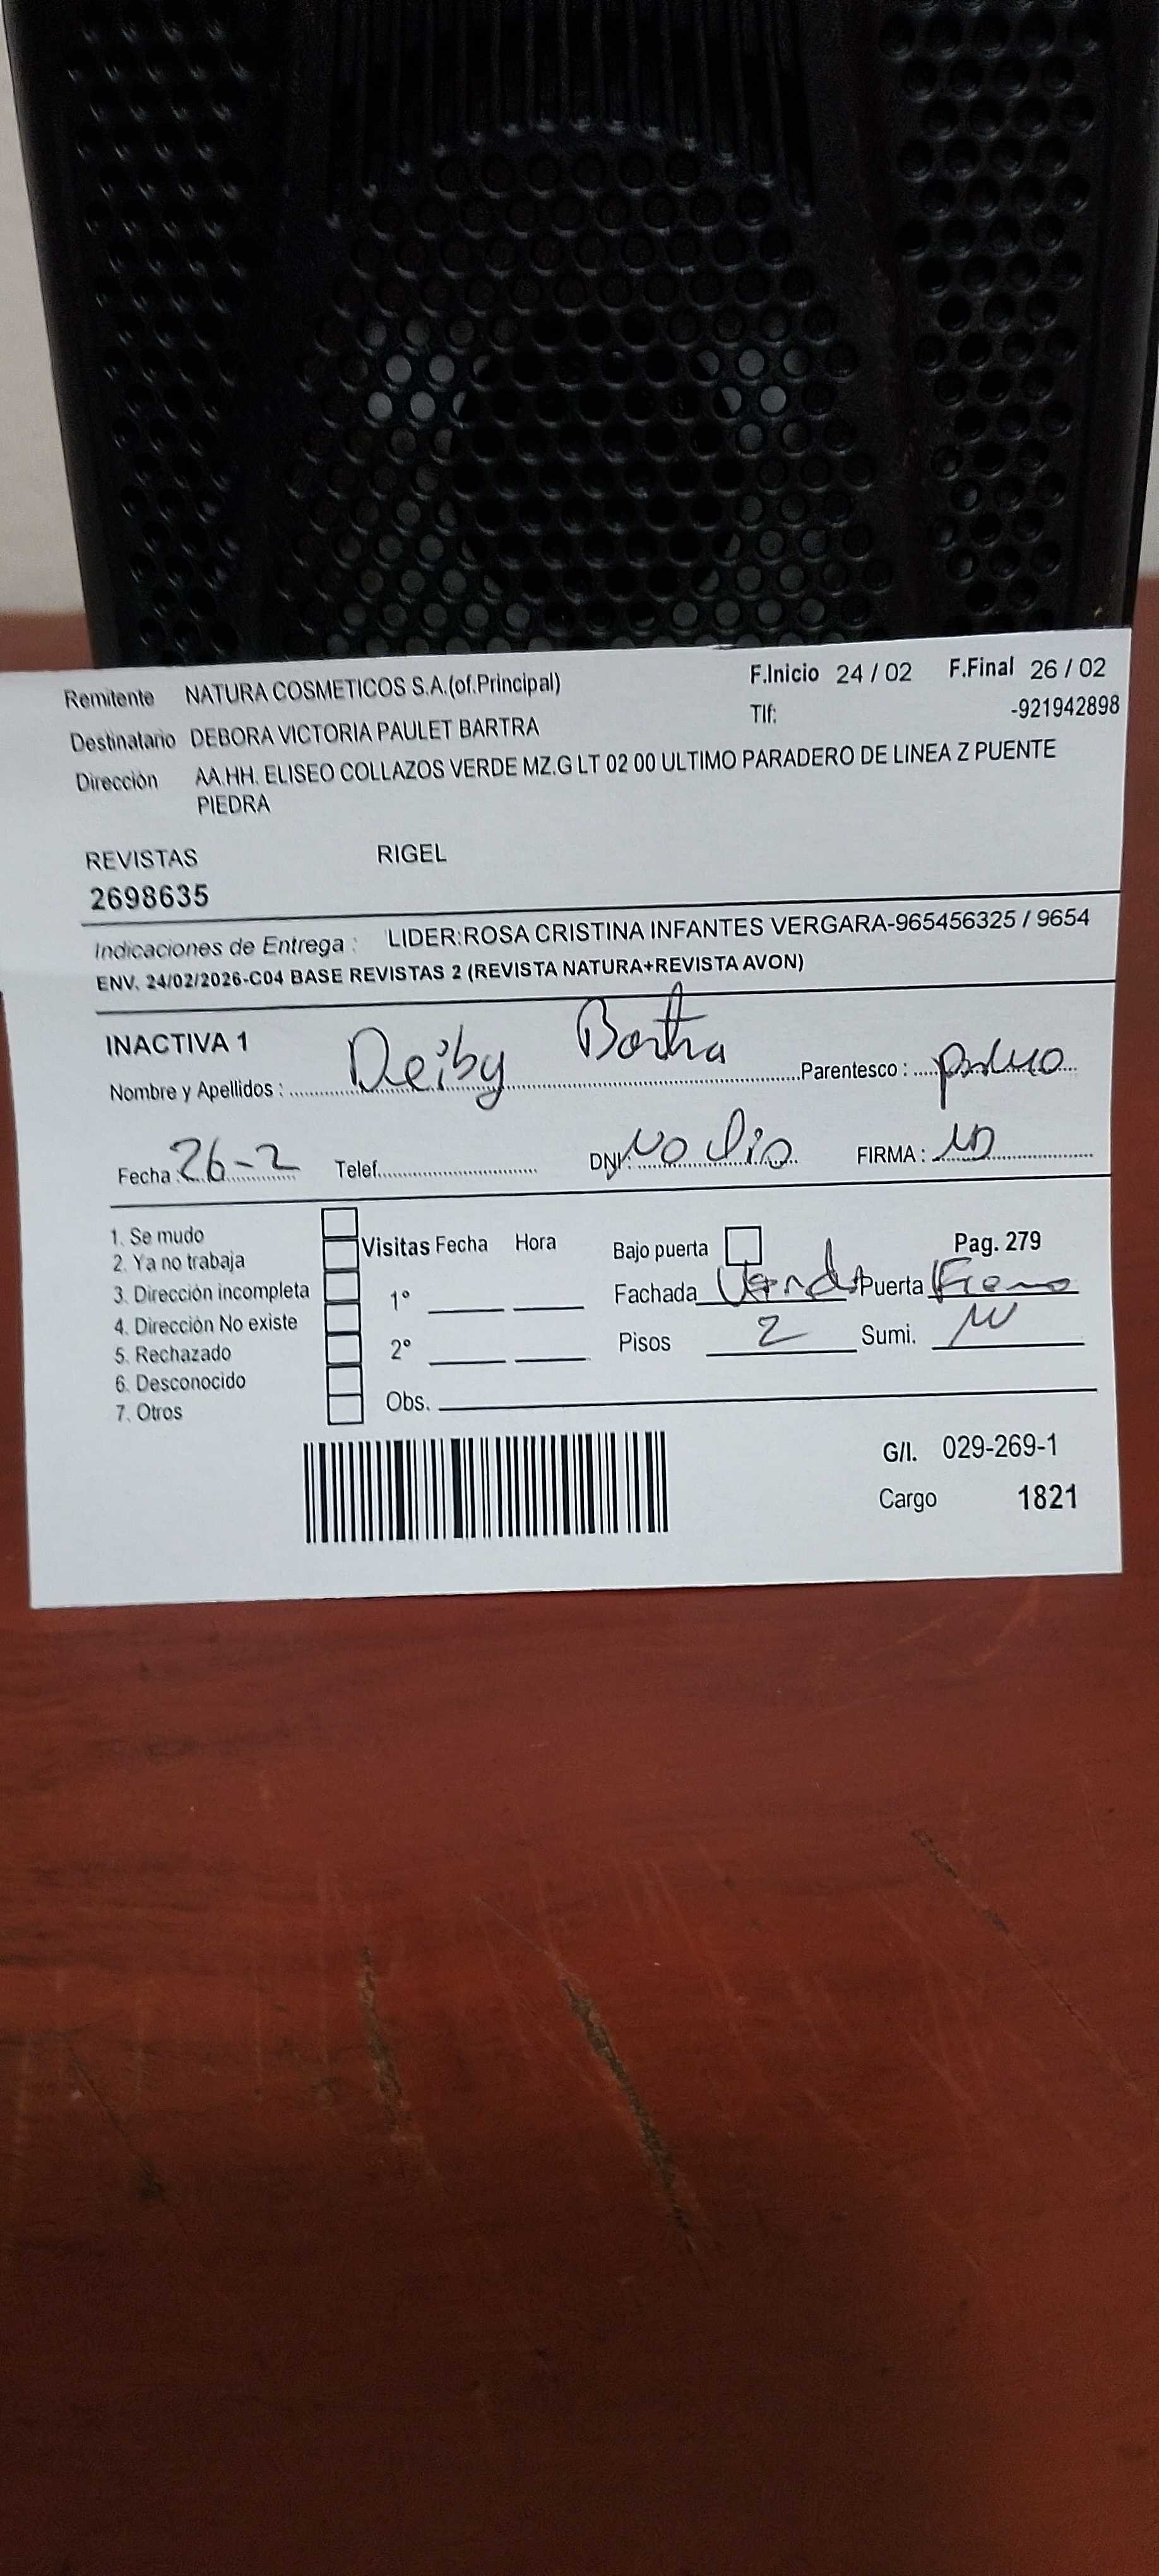 Remitente NATURA COSMETICOS S.A.(of.Principal) F.Inicio 24 / 02 F.Final 26 / 02
Destinatario DEBORA VICTORIA PAULET BARTRA Tlf: -921942898
Dirección AA.HH. ELISEO COLLAZOS VERDE MZ.G LT 02 00 ULTIMO PARADERO DE LINEA Z PUENTE
PIEDRA
REVISTAS RIGEL
2698635
Indicaciones de Entrega : LIDER:ROSA CRISTINA INFANTES VERGARA-965456325 / 9654
ENV. 24/02/2026-C04 BASE REVISTAS 2 (REVISTA NATURA+REVISTA AVON)
INACTIVA 1
Nombre y Apellidos : Deiby Bartra Parentesco :
Fecha 26-2 Telef. DNI: NO dio FIRMA :
1. Se mudo
2. Ya no trabaja
3. Dirección incompleta
4. Dirección No existe
5. Rechazado
6. Desconocido
7. Otros
Visitas Fecha Hora
1°
2°
Obs.
Bajo puerta Pag. 279
Fachada Puerta
Pisos 2 Sumi.
G/I. 029-269-1
Cargo 1821